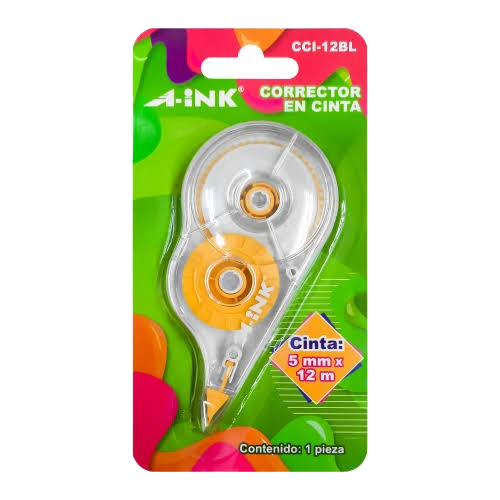 CCI-12BL
A-iNK®
CORRECTOR
EN CINTA
A-iNK
Cinta:
5 mm x
12 m
Contenido: 1 pieza